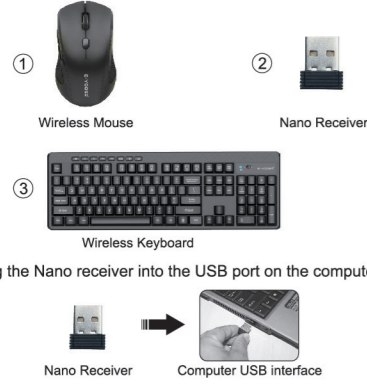 1
2
Wireless Mouse
Nano Receiver
3
Wireless Keyboard
the Nano receiver into the USB port on the
Nano Receiver
Computer USB interface